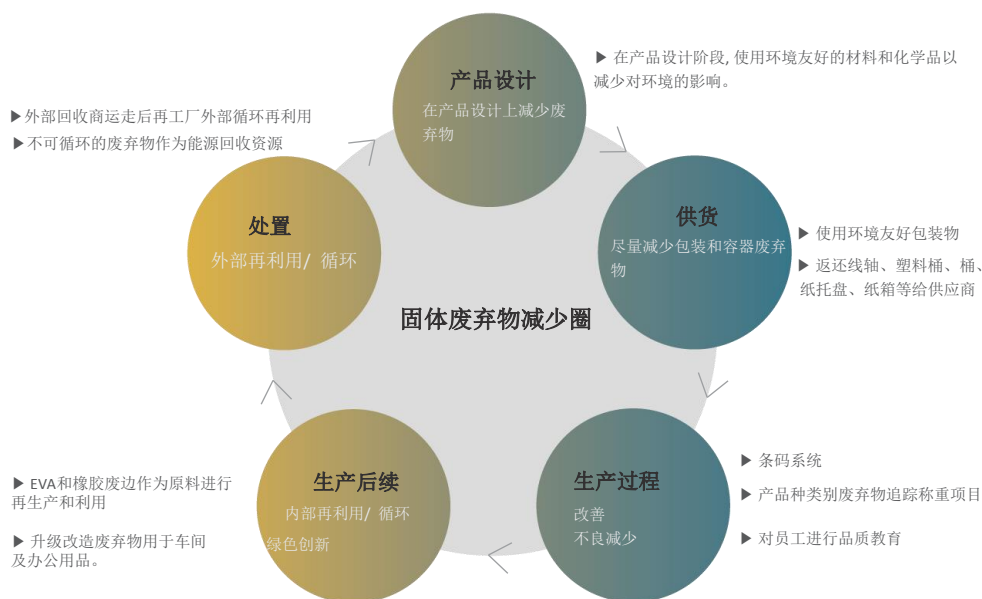 产品设计
在产品设计上减少废
弃物
▶ 在产品设计阶段, 使用环境友好的材料和化学品以
减少对环境的影响。
供货
尽量减少包装和容器废弃
物
▶ 使用环境友好包装物
▶ 返还线轴、塑料桶、桶、
纸托盘、纸箱等给供应商
生产过程
改善
不良减少
▶ 条码系统
▶ 产品种类别废弃物追踪称重项目
▶ 对员工进行品质教育
生产后续
内部再利用/ 循环
绿色创新
▶ EVA和橡胶废边作为原料进行
再生产和利用
▶ 升级改造废弃物用于车间
及办公用品。
处置
外部再利用/ 循环
▶外部回收商运走后再工厂外部循环再利用
▶不可循环的废弃物作为能源回收资源
固体废弃物减少圈